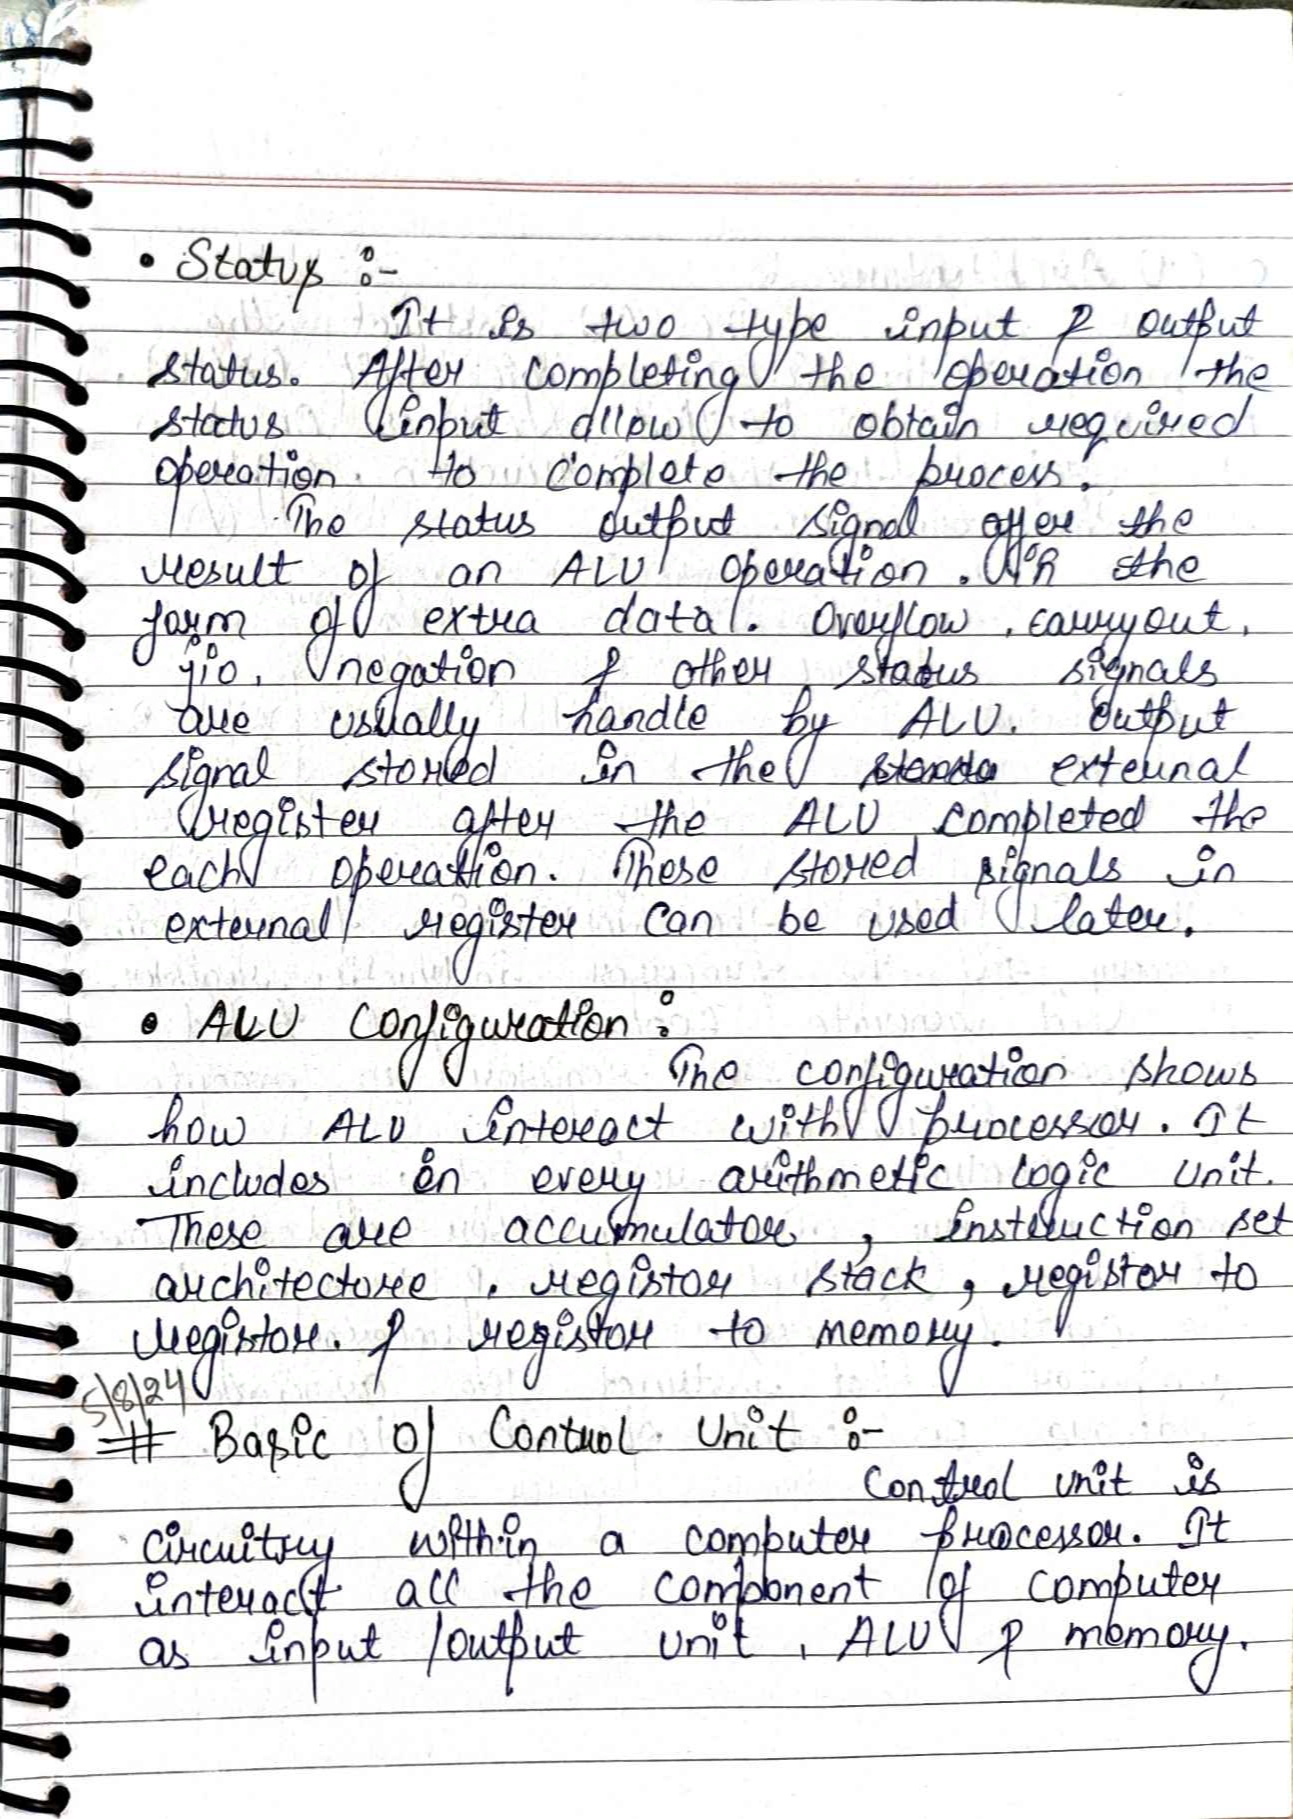 • Status :-
It is two type input & output
status. After completing the operation the
status input allow to obtain required
operation to complete the process.
The status output signal offer the
result of an ALU operation. In the
form of extra data. Overflow, carryout,
negation & other status signals
are usually handle by ALU. Output
signal stored in the external
register after the ALU completed the
each operation. These stored signals in
external register can be used later.
• ALU Configuration :
The configuration shows
how ALU interact with processor. It
includes in every arithmetic logic unit.
These are accumulator, instruction set
architectore, registor stack, registor to
registor. & registor to memory.
5/8/24
# Basic of Control Unit :-
Control unit is
circuitry within a computer processor. It
interact all the component of computer
as input /output unit, ALU & memory.